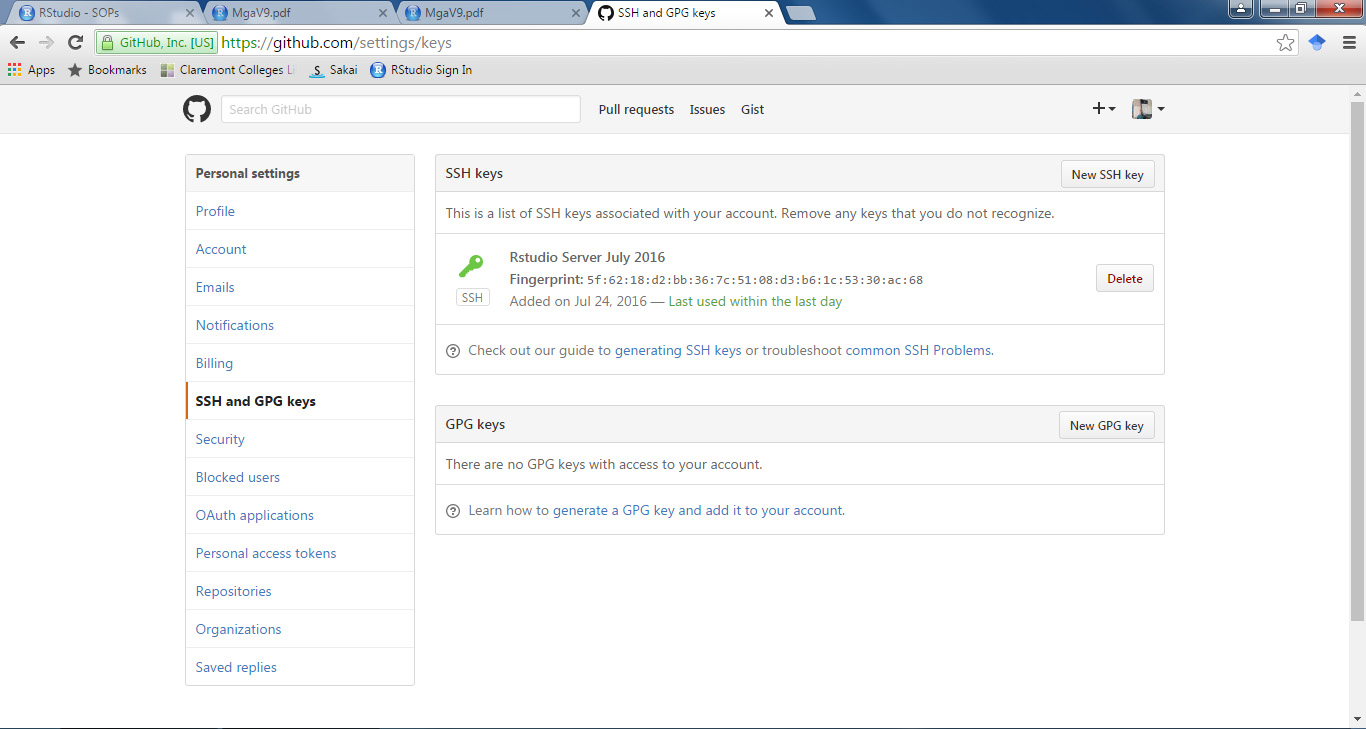 RStudio - SOPs
MgaV9.pdf
MgaV9.pdf
SSH and GPG keys
GitHub, Inc. [US] https://github.com/settings/keys
Apps Bookmarks Claremont Colleges Li Sakai RStudio Sign In
Search GitHub Pull requests Issues Gist
Personal settings
Profile
Account
Emails
Notifications
Billing
SSH and GPG keys
Security
Blocked users
OAuth applications
Personal access tokens
Repositories
Organizations
Saved replies
SSH keys New SSH key
This is a list of SSH keys associated with your account. Remove any keys that you do not recognize.
Rstudio Server July 2016
Fingerprint: 5f:62:18:d2:bb:36:7c:51:08:d3:b6:1c:53:30:ac:68
SSH
Added on Jul 24, 2016 — Last used within the last day
Delete
Check out our guide to generating SSH keys or troubleshoot common SSH Problems.
GPG keys New GPG key
There are no GPG keys with access to your account.
Learn how to generate a GPG key and add it to your account.